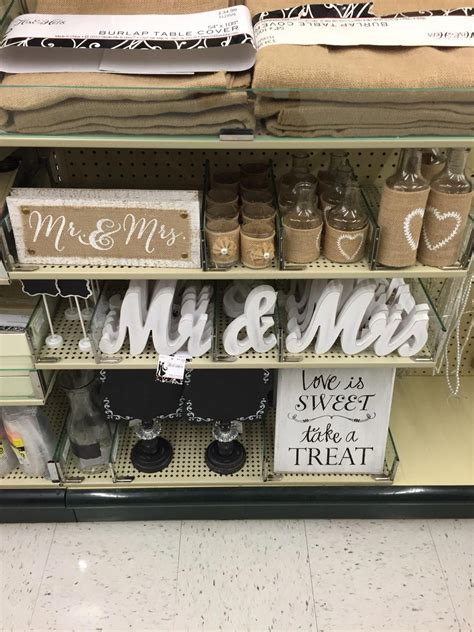 BURLAP TABLE COVER
BURLAP TABLE COVER
Mr. & Mrs.
Mr & Mrs
Love is
SWEET
take a
TREAT